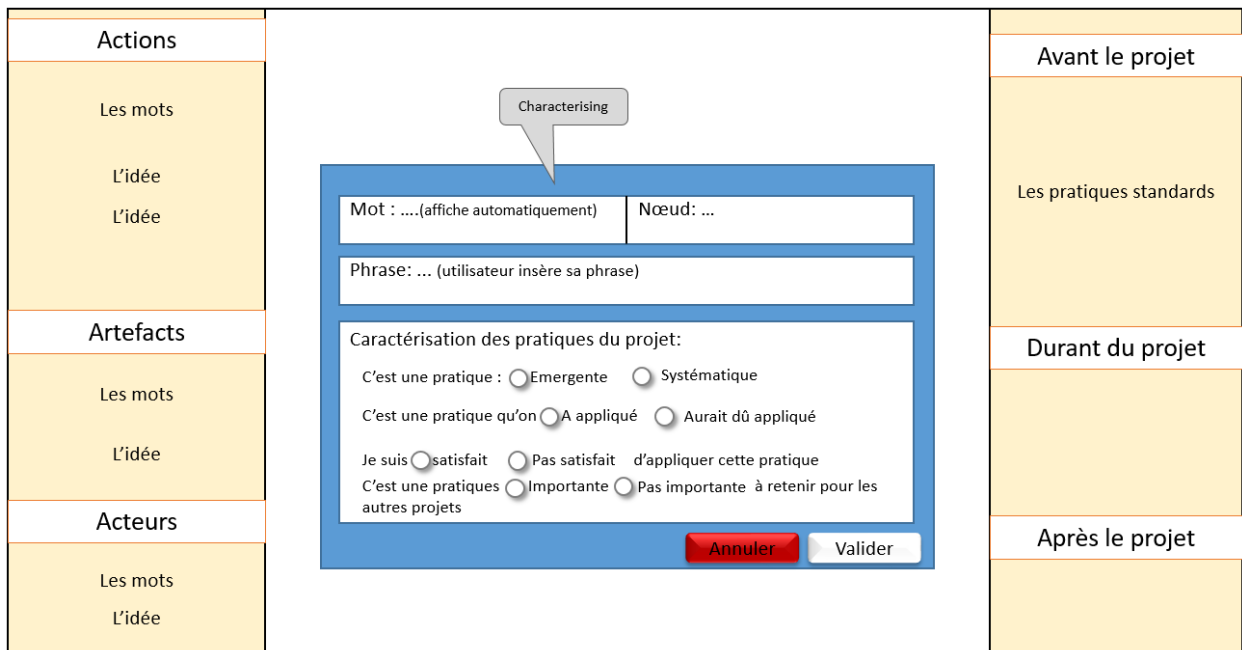 Actions
Les mots
L'idée
L'idée
Artefacts
Les mots
L'idée
Acteurs
Les mots
L'idée
Characterising
Mot : ....(affiche automatiquement)
Nœud: ...
Phrase: ... (utilisateur insère sa phrase)
Caractérisation des pratiques du projet:
C'est une pratique : Emergente Systématique
C'est une pratique qu'on A appliqué Aurait dû appliqué
Je suis satisfait Pas satisfait d'appliquer cette pratique
C'est une pratiques Importante Pas importante à retenir pour les
autres projets
Annuler
Valider
Avant le projet
Les pratiques standards
Durant du projet
Après le projet